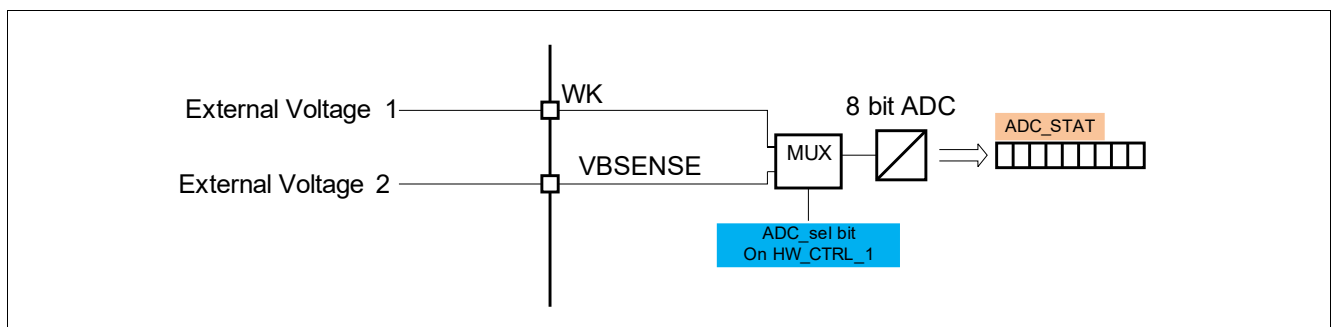 External Voltage 1
WK
8 bit ADC
ADC_STAT
MUX
External Voltage 2
VBSENSE
ADC_sel bit
On HW_CTRL_1